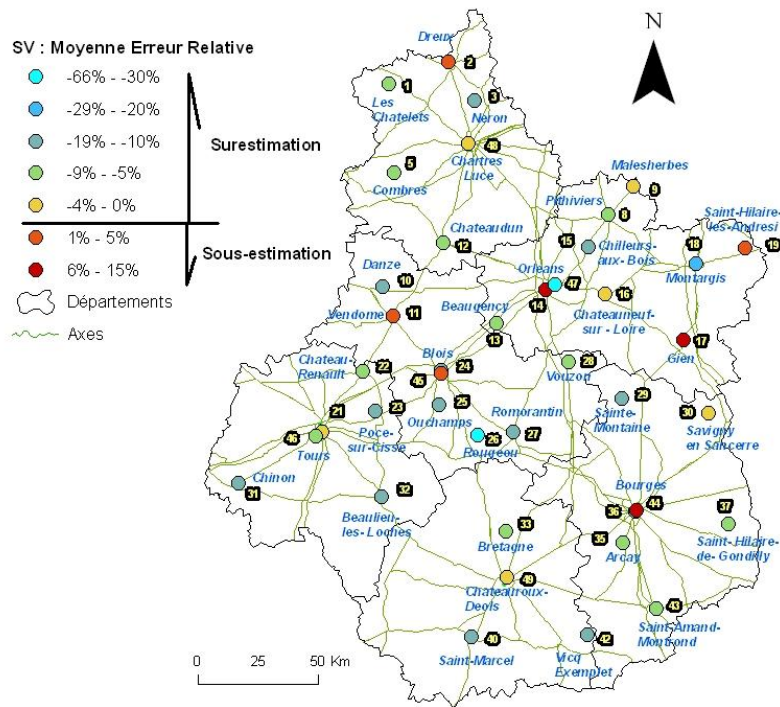 SV : Moyenne Erreur Relative
-66% - -30%
-29% - -20%
-19% - -10%
-9% - -5%
-4% - 0%
1% - 5%
6% - 15%
Surestimation
Sous-estimation
Départements
Axes
N
Dreux
2
1
Les
Chatelets
3
Neron
48
Chartres
Luce
5
Combres
Malesherbes
9
Pithiviers
8
Chateaudun
12
Saint-Hilaire-
les-Andresi
19
15
Chilleurs-
aux-Bois
18
Montargis
Danze
10
Orleans
47
14
16
Chateauneuf-
sur - Loire
Vendome
11
Beaugency
13
17
Gien
Chateau-
Renault
22
Blois
24
45
28
Vouzon
21
23
25
Ouchamps
Poce-
sur-Cisse
46
Tours
Romorantin
26
27
Rougeou
29
Sainte-
Montaine
30
Savigny
en Sancerre
Chinon
31
32
Beaulieu-
les-Loches
Bourges
44
36
37
Saint-Hilaire-
de-Gondilly
33
Bretagne
35
Arcay
49
Chateauroux-
Deols
43
Saint-Amand-
Montrond
40
Saint-Marcel
42
Vicq
Exemplet
0 25 50 Km